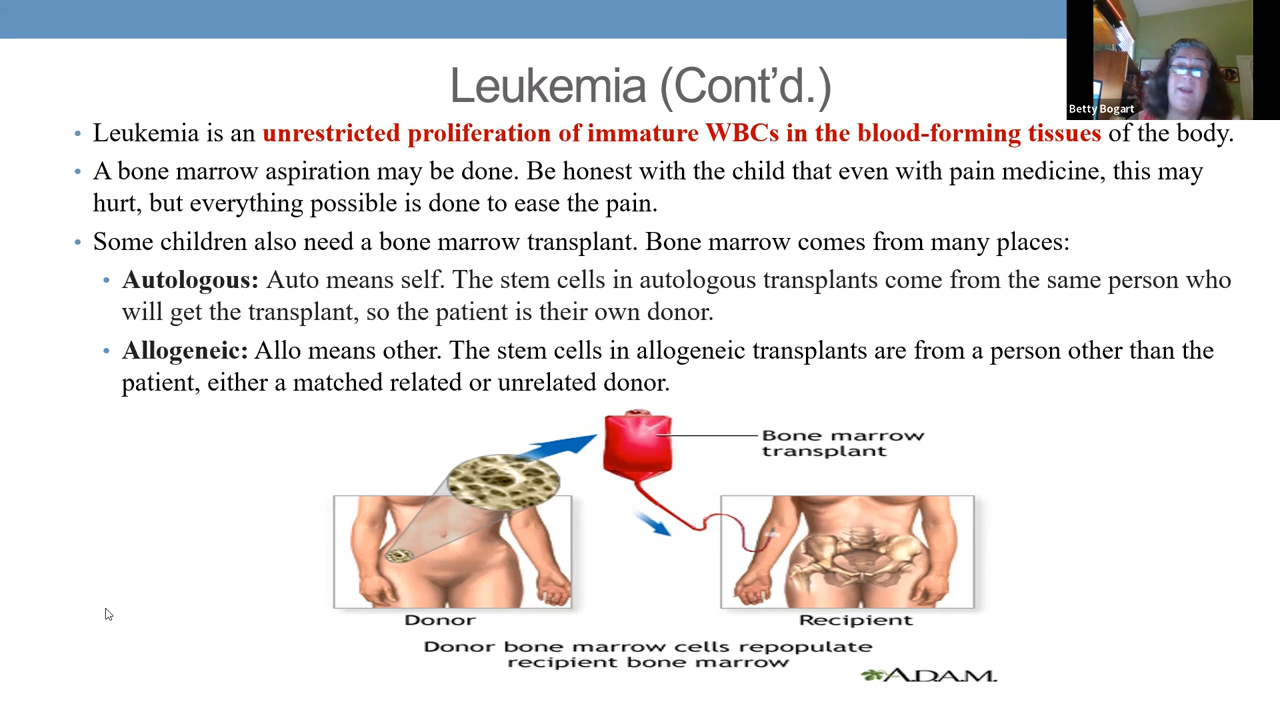 Betty Bogart
Leukemia (Cont’d.)
• Leukemia is an unrestricted proliferation of immature WBCs in the blood-forming tissues of the body.
• A bone marrow aspiration may be done. Be honest with the child that even with pain medicine, this may
hurt, but everything possible is done to ease the pain.
• Some children also need a bone marrow transplant. Bone marrow comes from many places:
• Autologous: Auto means self. The stem cells in autologous transplants come from the same person who
will get the transplant, so the patient is their own donor.
• Allogeneic: Allo means other. The stem cells in allogeneic transplants are from a person other than the
patient, either a matched related or unrelated donor.
Bone marrow
transplant
Donor
Recipient
Donor bone marrow cells repopulate
recipient bone marrow
A.D.A.M.